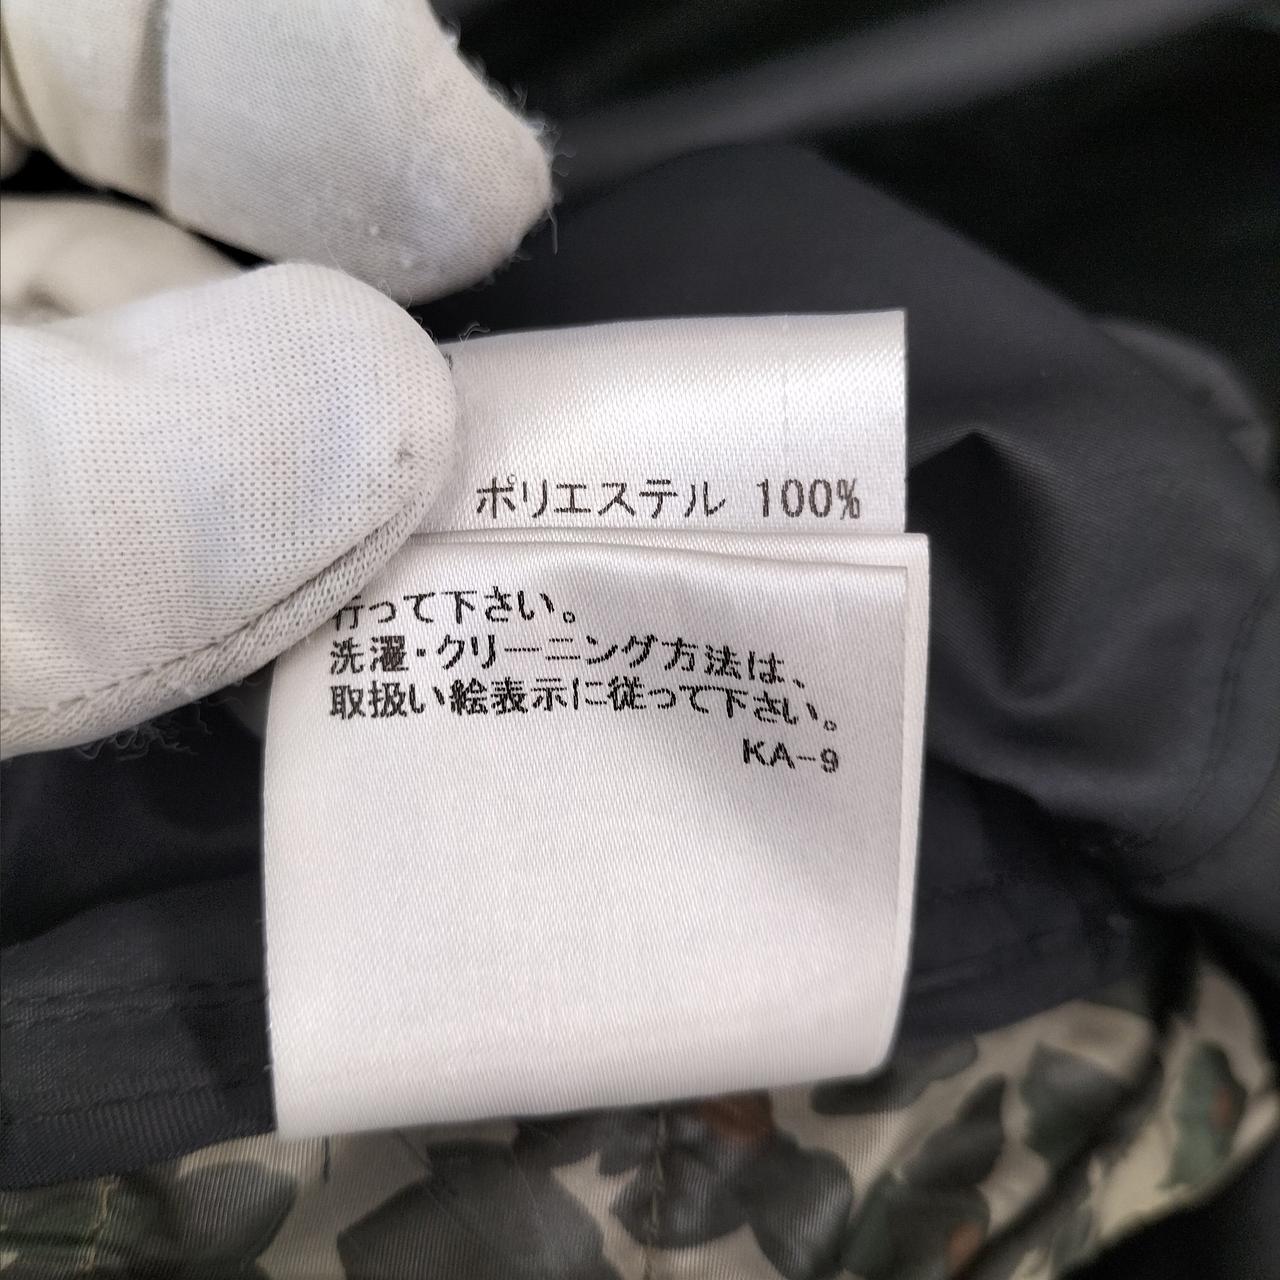 ポリエステル 100%
行って下さい。
洗濯・クリーニング方法は、
取扱い絵表示に従って下さい。
KA-9